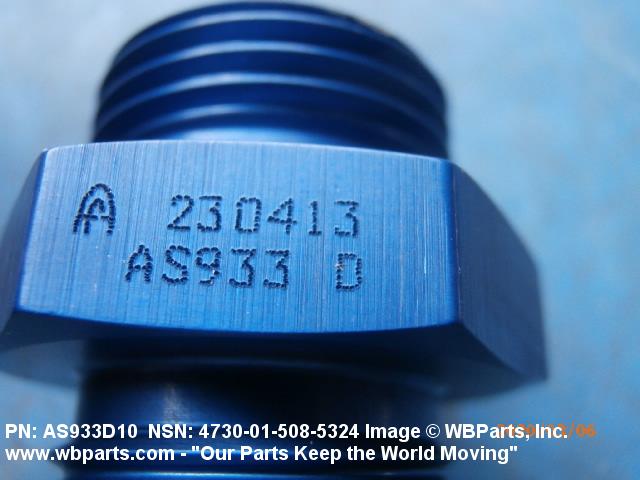 230413
AS933 D
PN: AS933D10 NSN: 4730-01-508-5324 Image © WBParts, Inc.
www.wbparts.com - "Our Parts Keep the World Moving"